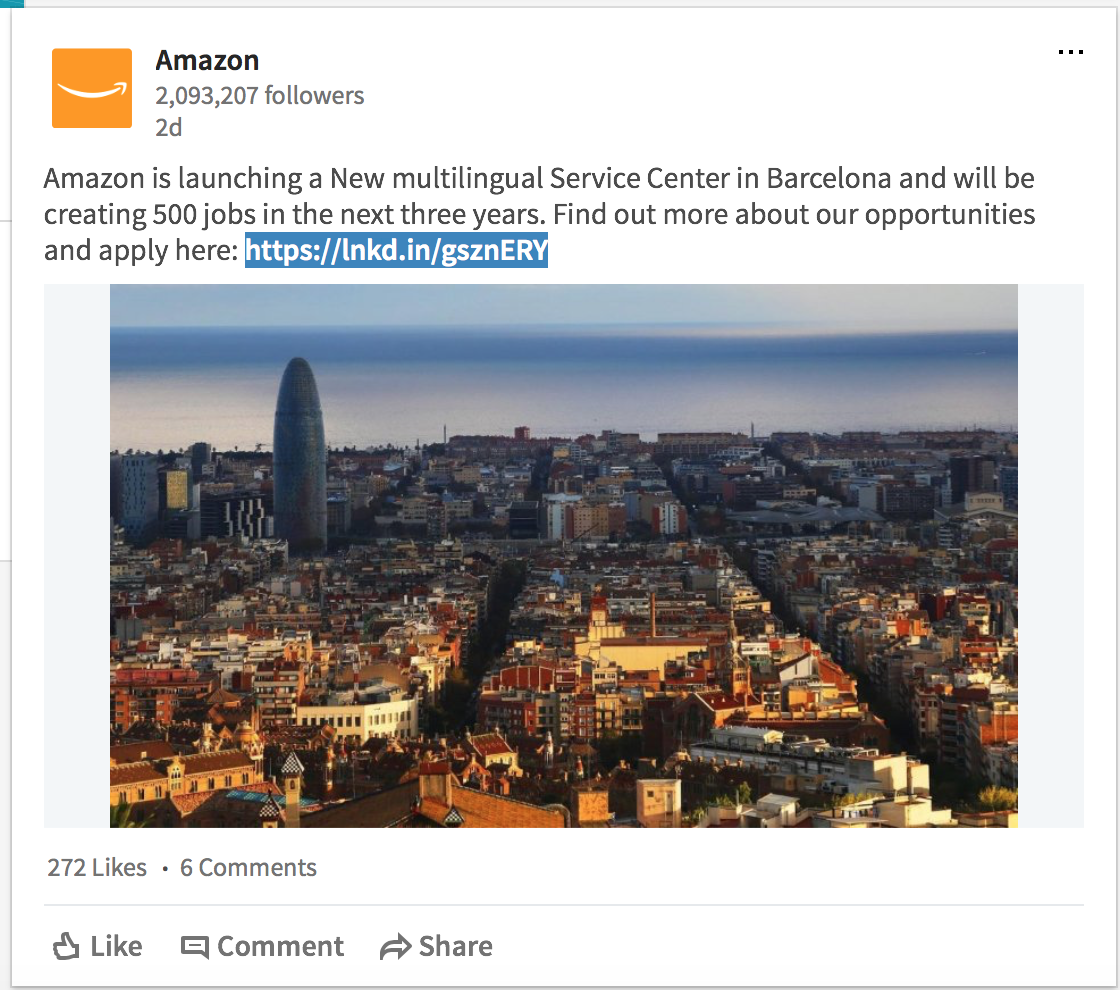 Amazon
2,093,207 followers
2d
Amazon is launching a New multilingual Service Center in Barcelona and will be
creating 500 jobs in the next three years. Find out more about our opportunities
and apply here: https://lnkd.in/gsznERY
272 Likes • 6 Comments
Like Comment Share